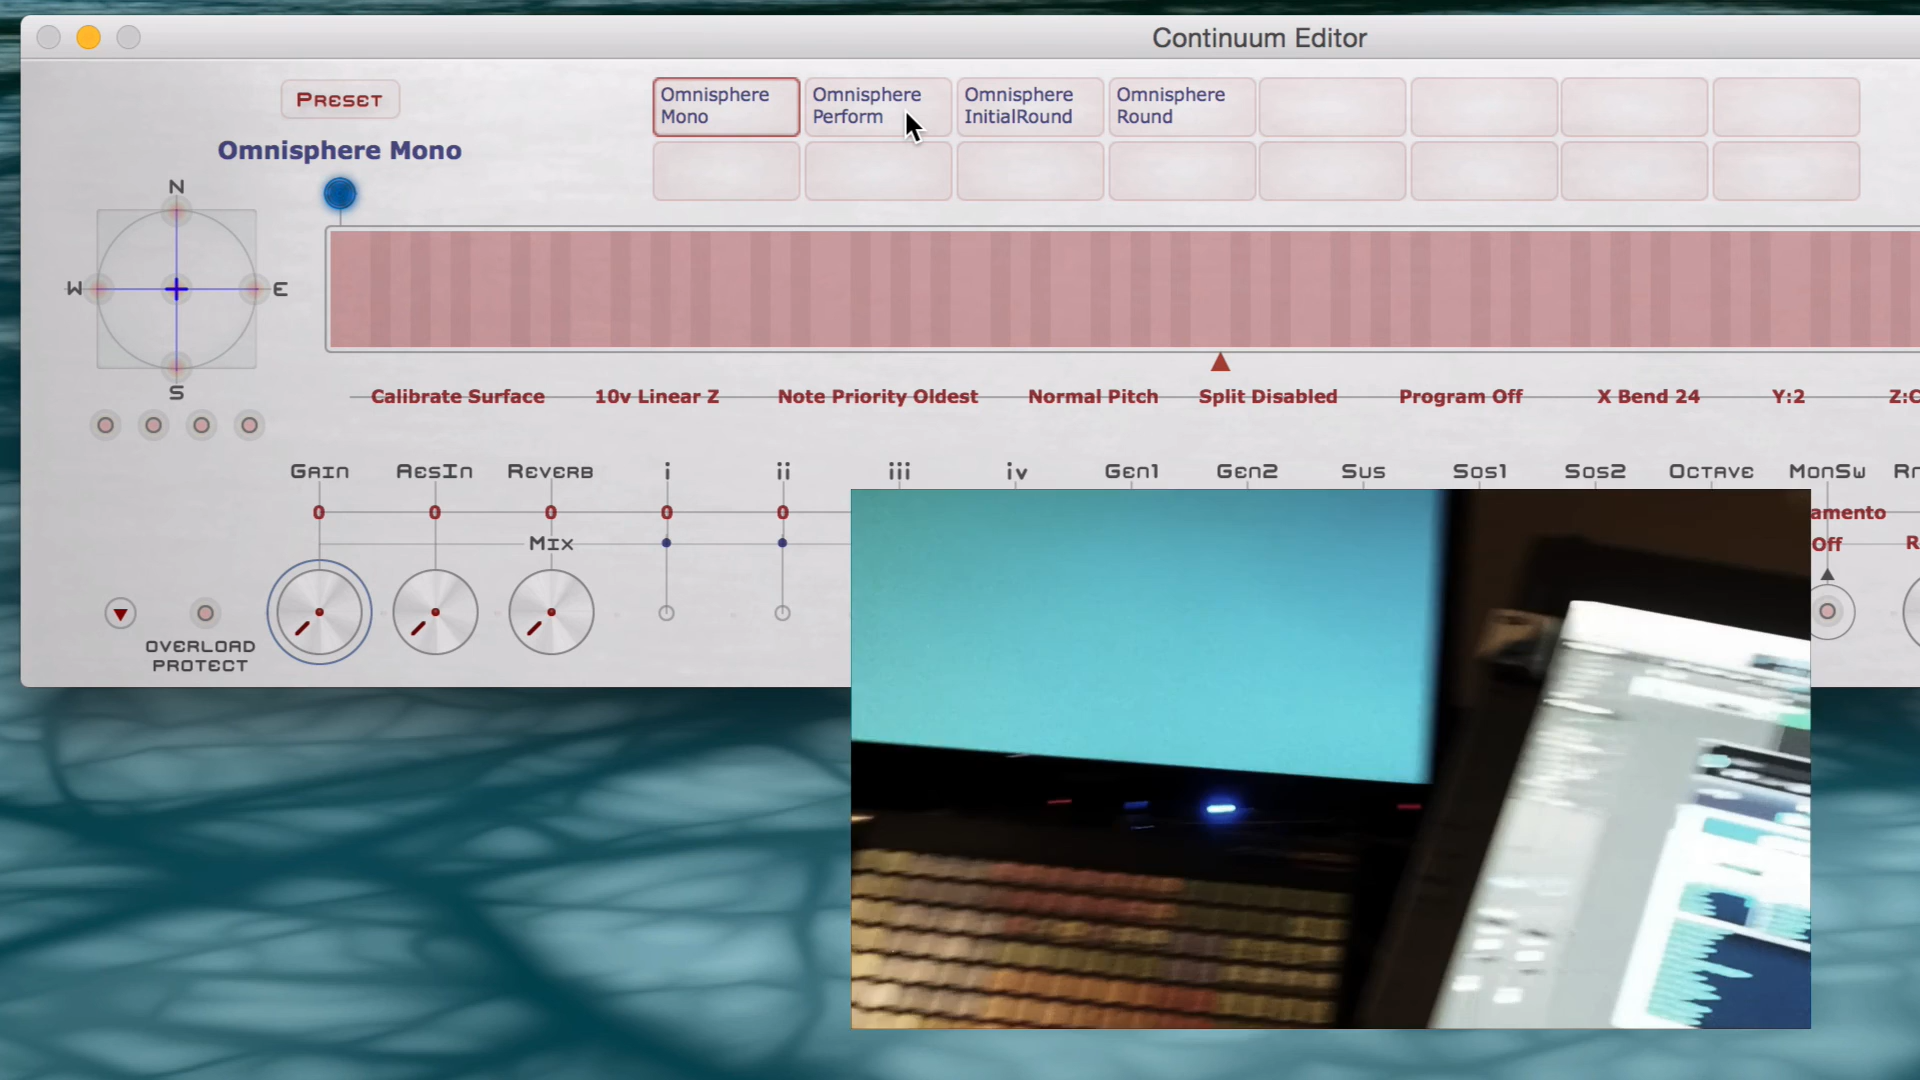 Continuum Editor
PRESET
Omnisphere Mono
Omnisphere
Mono
Omnisphere
Perform
Omnisphere
InitialRound
Omnisphere
Round
N
W
E
S
Calibrate Surface
10v Linear Z
Note Priority Oldest
Normal Pitch
Split Disabled
Program Off
X Bend 24
Y:2
Z:C
GAIN
AESIN
REVERB
i
ii
iii
iv
GEN1
GEN2
SUS
SOS1
SOS2
OCTAVE
MONSW
0
0
0
0
0
amento
MIX
Off
R
OVERLOAD
PROTECT